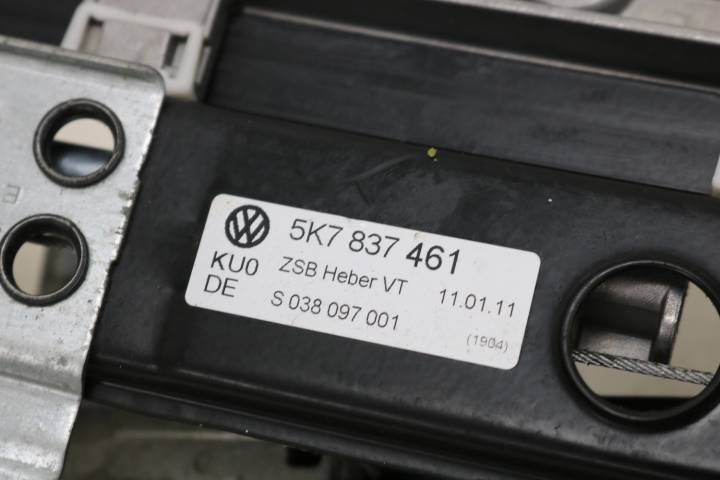 5K7 837 461
KU0 ZSB Heber VT 11.01.11
DE S 038 097 001
(1904)